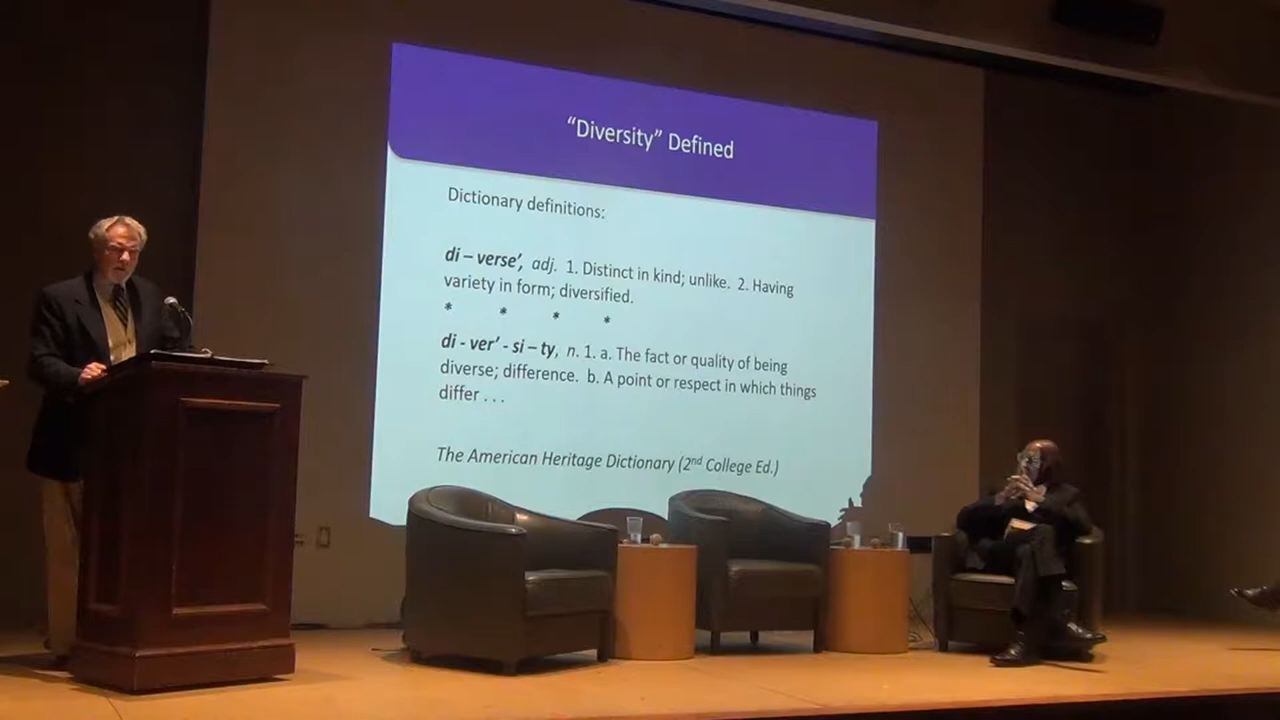 “Diversity” Defined
Dictionary definitions:
di – verse’, adj. 1. Distinct in kind; unlike. 2. Having
variety in form; diversified.
* * * *
di - ver’ - si – ty, n. 1. a. The fact or quality of being
diverse; difference. b. A point or respect in which things
differ . . .
The American Heritage Dictionary (2nd College Ed.)